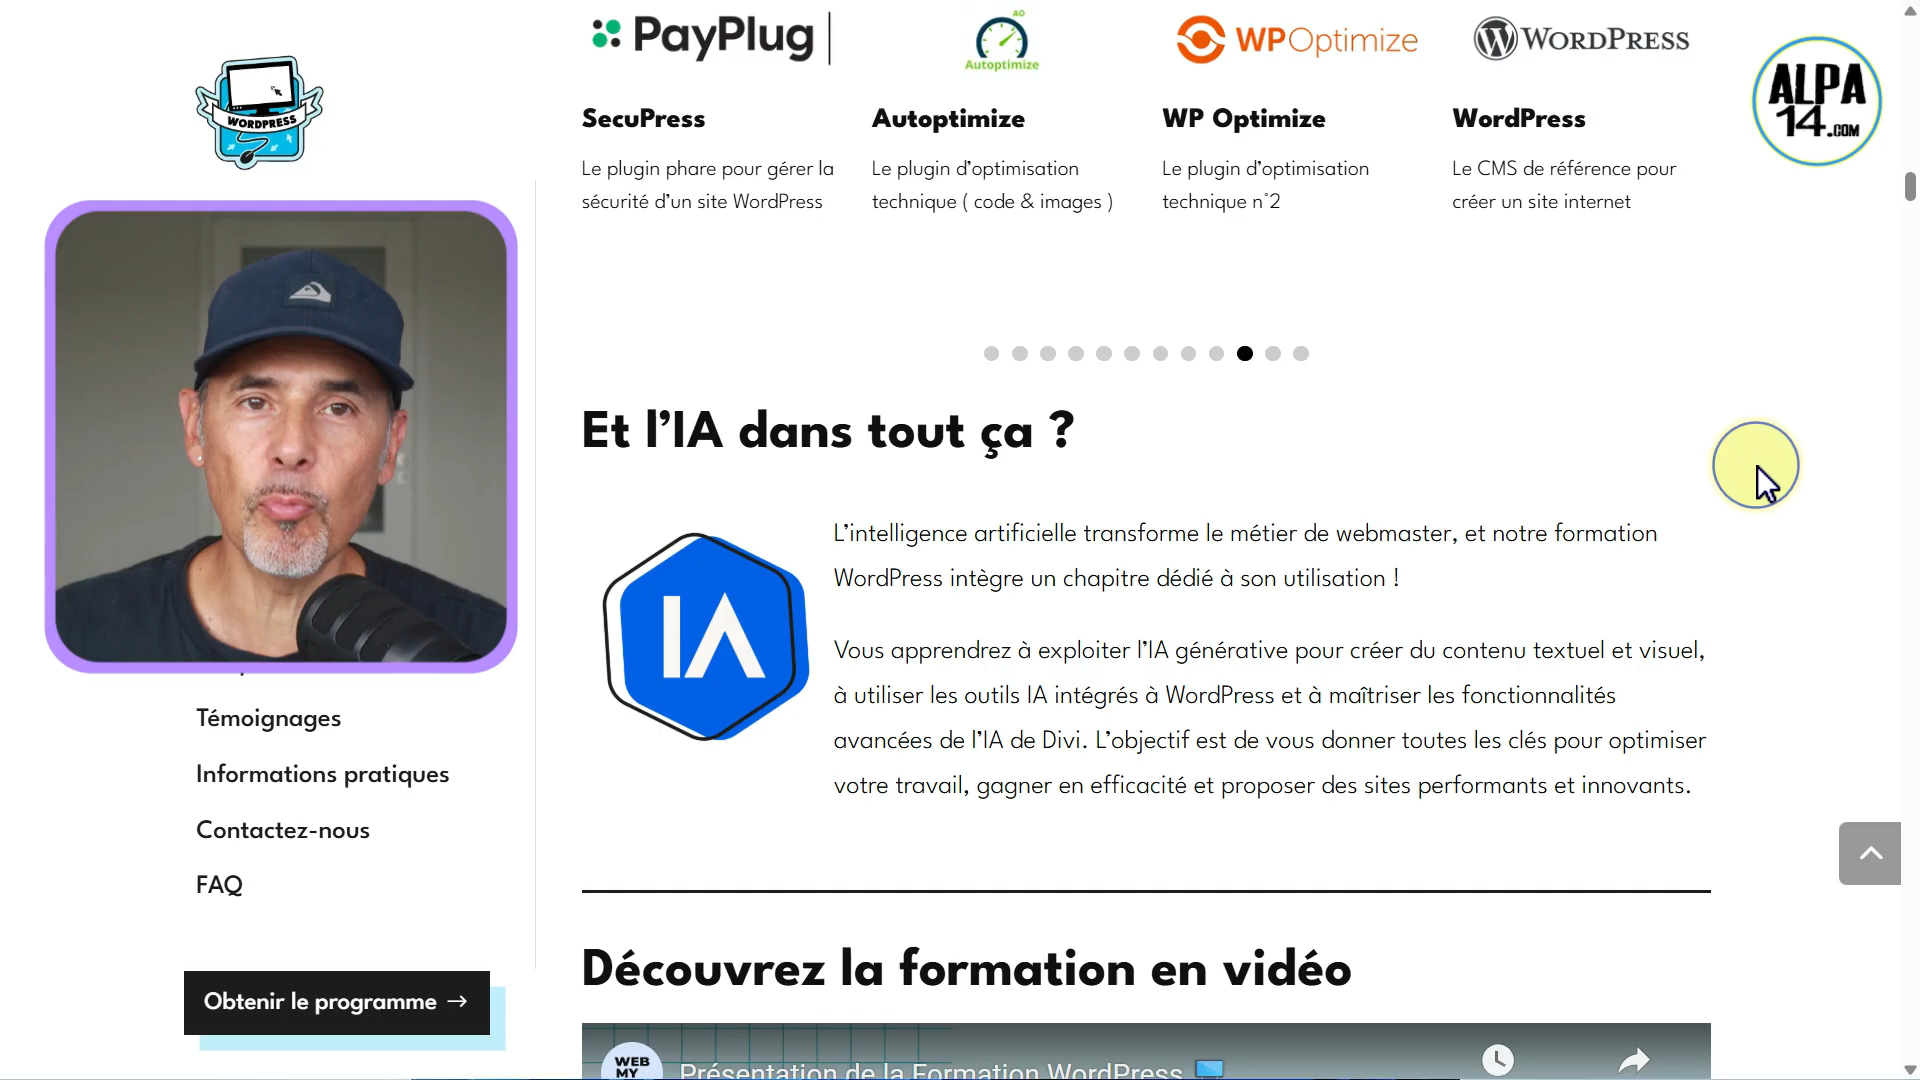 PayPlug
AO
Autoptimize
WPOptimize
WORDPRESS
ALPA
14.COM
WORDPRESS
SecuPress
Le plugin phare pour gérer la
sécurité d’un site WordPress
Autoptimize
Le plugin d’optimisation
technique ( code & images )
WP Optimize
Le plugin d’optimisation
technique n°2
WordPress
Le CMS de référence pour
créer un site internet
Et l’IA dans tout ça ?
IA
L’intelligence artificielle transforme le métier de webmaster, et notre formation
WordPress intègre un chapitre dédié à son utilisation !
Vous apprendrez à exploiter l’IA générative pour créer du contenu textuel et visuel,
à utiliser les outils IA intégrés à WordPress et à maîtriser les fonctionnalités
avancées de l’IA de Divi. L’objectif est de vous donner toutes les clés pour optimiser
votre travail, gagner en efficacité et proposer des sites performants et innovants.
Témoignages
Informations pratiques
Contactez-nous
FAQ
Obtenir le programme →
Découvrez la formation en vidéo
WEB
MY
Présentation de la Formation WordPress